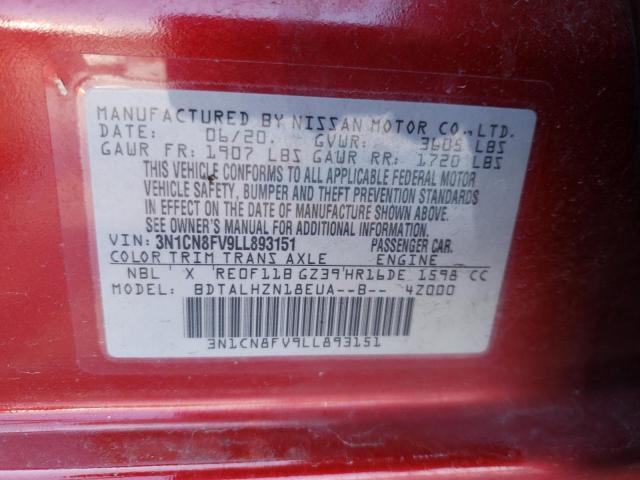 MANUFACTURED BY NISSAN MOTOR CO.,LTD.
DATE: 06/20. GVWR: 3605 LBS
GAWR FR: 1907 LBS GAWR RR: 1720 LBS
THIS VEHICLE CONFORMS TO ALL APPLICABLE FEDERAL MOTOR
VEHICLE SAFETY, BUMPER AND THEFT PREVENTION STANDARDS
IN EFFECT ON THE DATE OF MANUFACTURE SHOWN ABOVE.
SEE OWNER'S MANUAL FOR ADDITIONAL INFORMATION.
VIN: 3N1CN8FV9LL893151 PASSENGER CAR.
COLOR TRIM TRANS AXLE ENGINE
NBL X RE0F11B GZ39 HR16DE 1598 CC
MODEL: BDTALHZN18EUA--B-- 4Z000
3N1CN8FV9LL893151